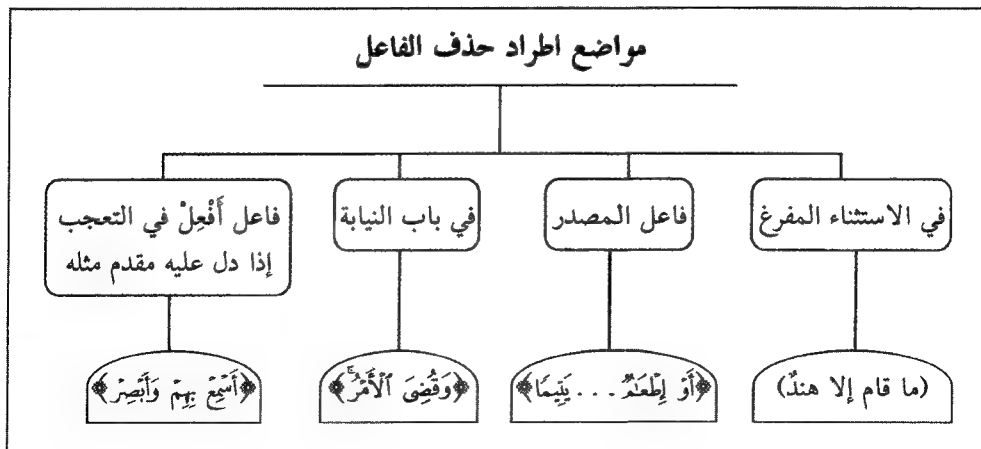 مواضع اطراد حذف الفاعل
في الاستثناء المفرغ
فاعل المصدر
في باب النيابة
فاعل أَفْعِلْ في التعجب
إذا دل عليه مقدم مثله
(ما قام إلا هندٌ)
﴿أَوْ إِطْعَٰمٌ . . . يَتِيمًا﴾
﴿وَقُضِيَ ٱلْأَمْرُۚ﴾
﴿أَسْمِعْ بِهِمْ وَأَبْصِرْ﴾